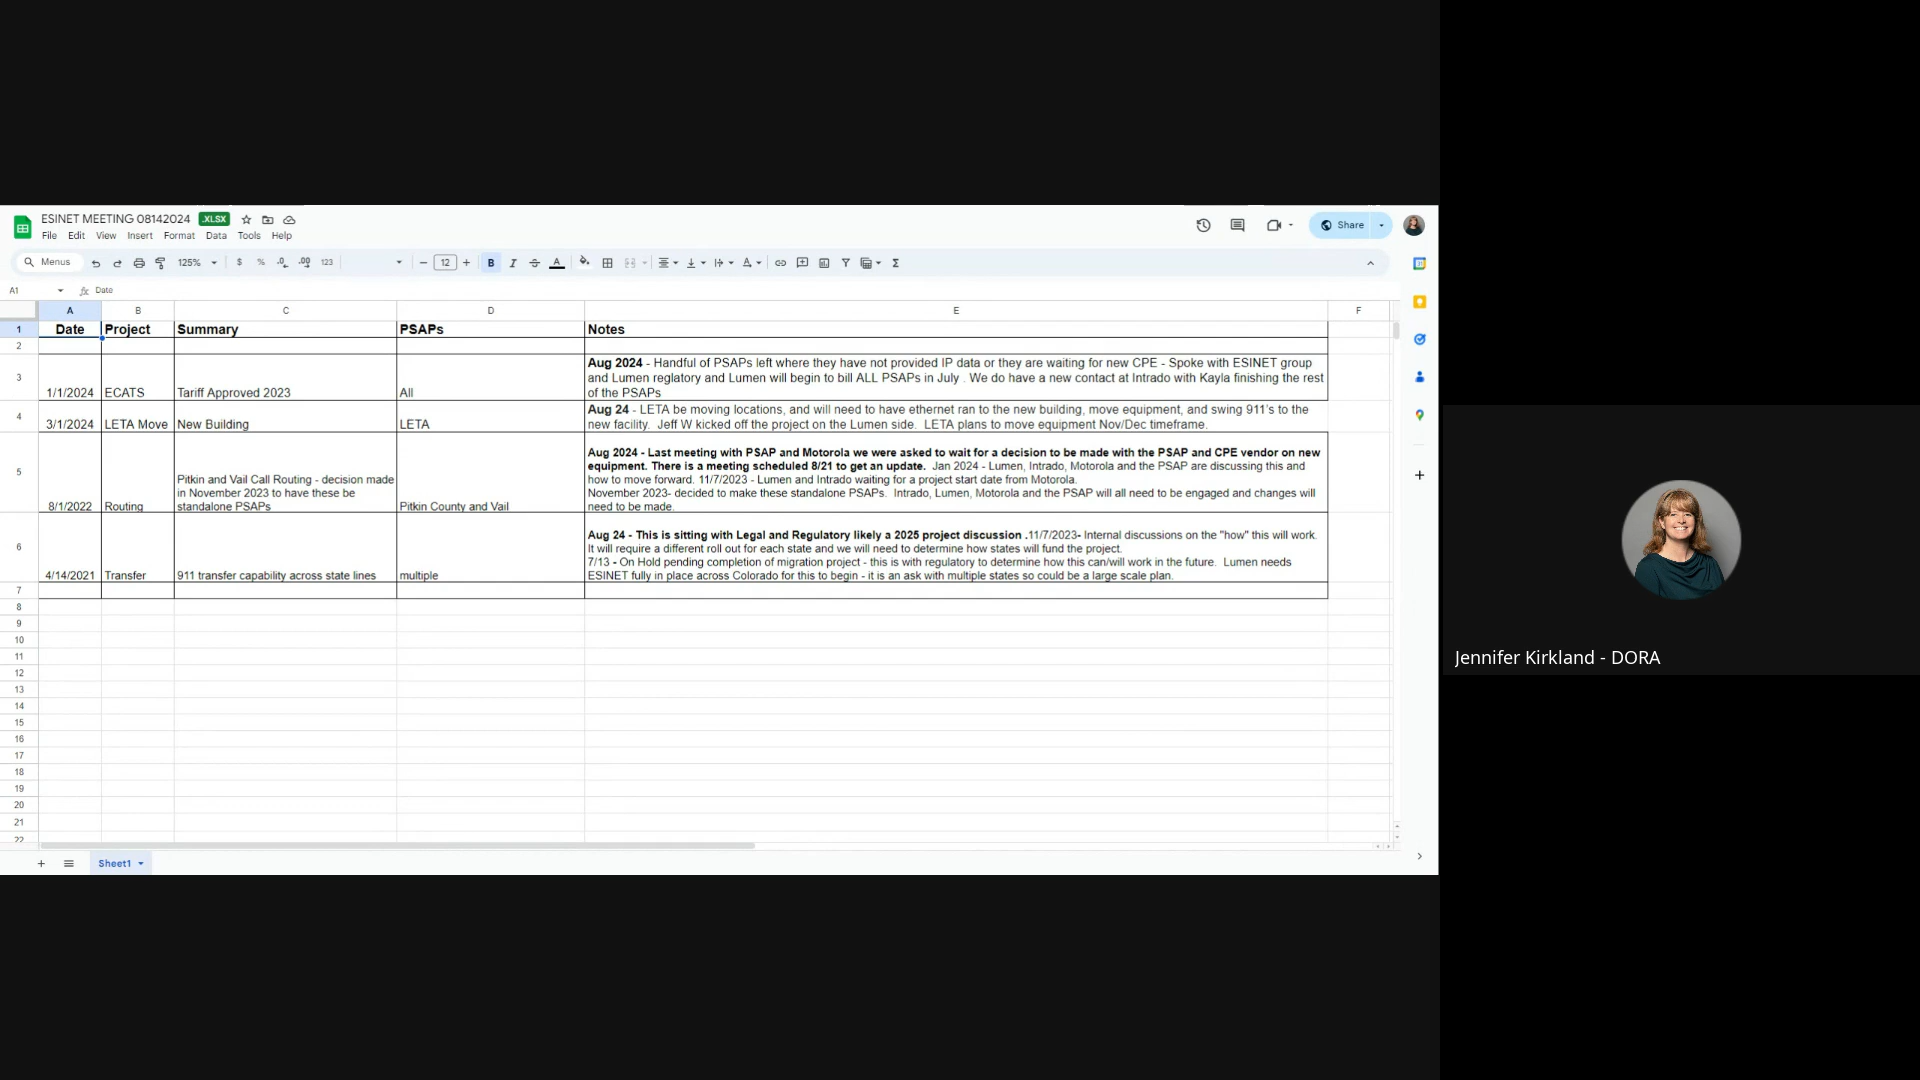 ESINET MEETING 08142024 .XLSX
File Edit View Insert Format Data Tools Help
Share
Menus 125% $ % .0 .00 123 12 B I A
A1 fx Date
A B C D E F
1 Date Project Summary PSAPs Notes
2
3 1/1/2024 ECATS Tariff Approved 2023 All
Aug 2024 - Handful of PSAPs left where they have not provided IP data or they are waiting for new CPE - Spoke with ESINET group
and Lumen reglatory and Lumen will begin to bill ALL PSAPs in July . We do have a new contact at Intrado with Kayla finishing the rest
of the PSAPs
4 3/1/2024 LETA Move New Building LETA
Aug 24 - LETA be moving locations, and will need to have ethernet ran to the new building, move equipment, and swing 911's to the
new facility. Jeff W kicked off the project on the Lumen side. LETA plans to move equipment Nov/Dec timeframe.
5 8/1/2022 Routing
Pitkin and Vail Call Routing - decision made
in November 2023 to have these be
standalone PSAPs
Pitkin County and Vail
Aug 2024 - Last meeting with PSAP and Motorola we were asked to wait for a decision to be made with the PSAP and CPE vendor on new
equipment. There is a meeting scheduled 8/21 to get an update. Jan 2024 - Lumen, Intrado, Motorola and the PSAP are discussing this and
how to move forward. 11/7/2023 - Lumen and Intrado waiting for a project start date from Motorola.
November 2023- decided to make these standalone PSAPs. Intrado, Lumen, Motorola and the PSAP will all need to be engaged and changes will
need to be made.
6 4/14/2021 Transfer 911 transfer capability across state lines multiple
Aug 24 - This is sitting with Legal and Regulatory likely a 2025 project discussion .11/7/2023- Internal discussions on the "how" this will work.
It will require a different roll out for each state and we will need to determine how states will fund the project.
7/13 - On Hold pending completion of migration project - this is with regulatory to determine how this can/will work in the future. Lumen needs
ESINET fully in place across Colorado for this to begin - it is an ask with multiple states so could be a large scale plan.
7
8
9
10
11
12
13
14
15
16
17
18
19
20
21
22
Sheet1
Jennifer Kirkland - DORA